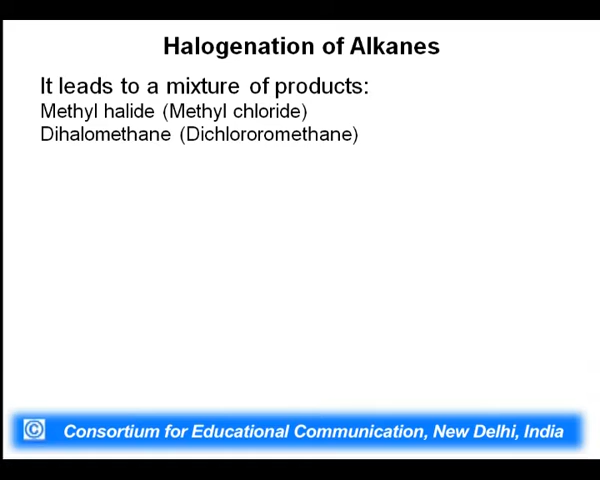 Halogenation of Alkanes
It leads to a mixture of products:
Methyl halide (Methyl chloride)
Dihalomethane (Dichlororomethane)
© Consortium for Educational Communication, New Delhi, India